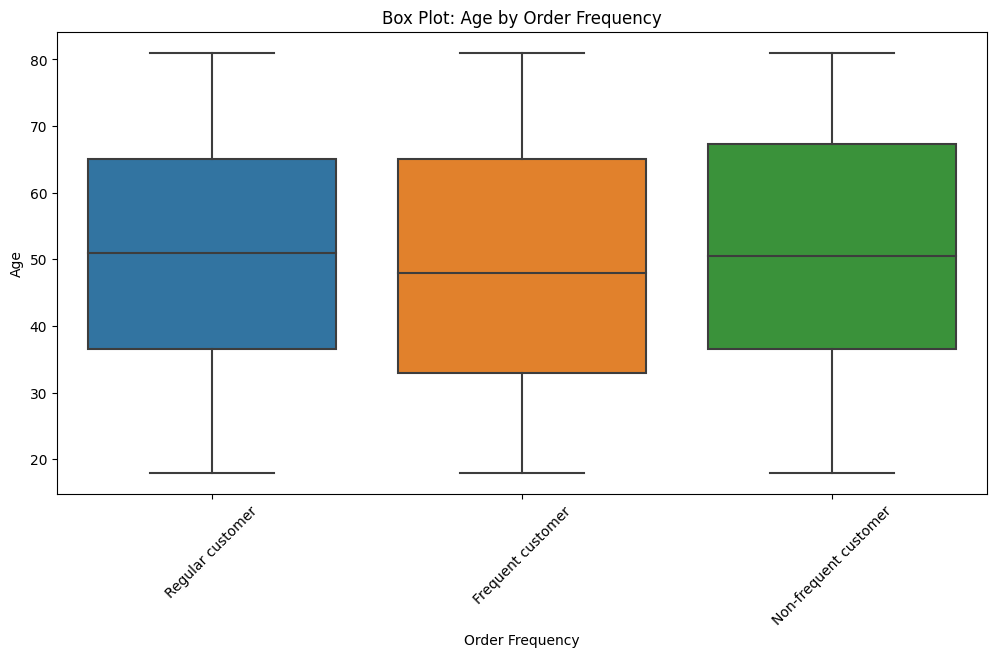 Box Plot: Age by Order Frequency
80
70
60
50
40
30
20
Age
Regular customer
Frequent customer
Non-frequent customer
Order Frequency